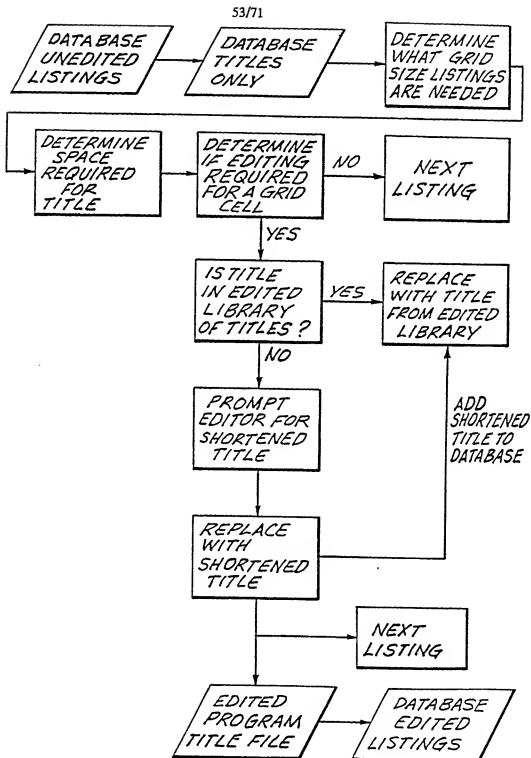 53/71
DATABASE
UNEDITED
LISTINGS
DATABASE
TITLES
ONLY
DETERMINE
WHAT GRID
SIZE LISTINGS
ARE NEEDED
DETERMINE
SPACE
REQUIRED
FOR
TITLE
DETERMINE
IF EDITING
REQUIRED
FOR A GRID
CELL
NO
NEXT
LISTING
YES
IS TITLE
IN EDITED
LIBRARY
OF TITLES ?
YES
REPLACE
WITH TITLE
FROM EDITED
LIBRARY
NO
PROMPT
EDITOR FOR
SHORTENED
TITLE
ADD
SHORTENED
TITLE TO
DATABASE
REPLACE
WITH
SHORTENED
TITLE
NEXT
LISTING
EDITED
PROGRAM
TITLE FILE
DATABASE
EDITED
LISTINGS